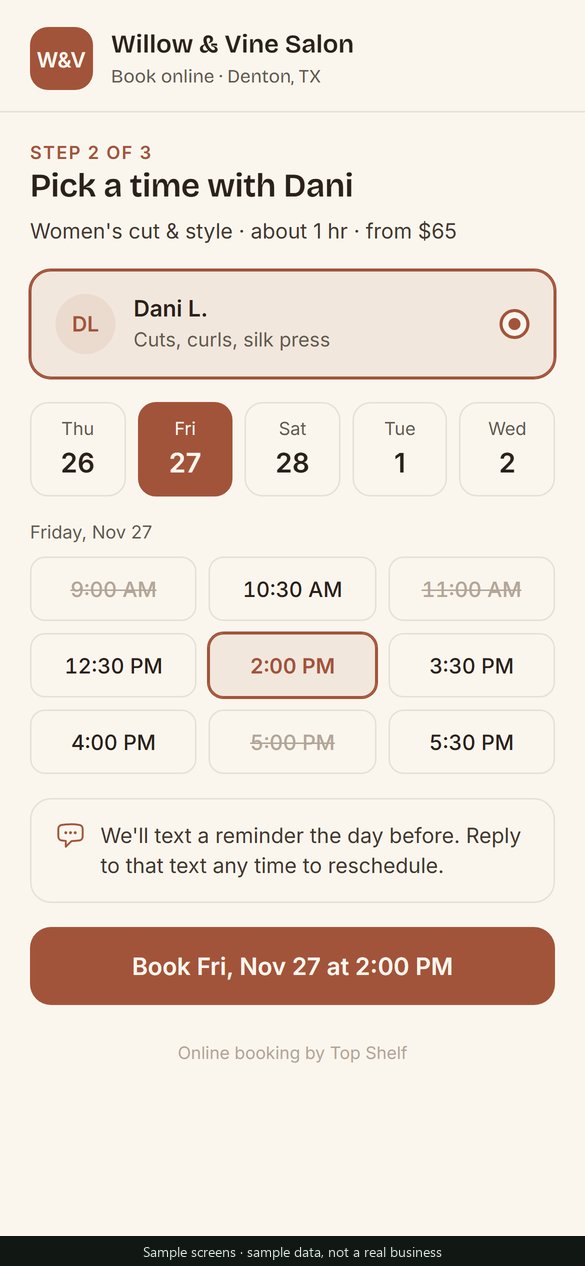 W&V
Willow & Vine Salon
Book online · Denton, TX
STEP 2 OF 3
Pick a time with Dani
Women's cut & style · about 1 hr · from $65
DL
Dani L.
Cuts, curls, silk press
Thu
26
Fri
27
Sat
28
Tue
1
Wed
2
Friday, Nov 27
9:00 AM
10:30 AM
11:00 AM
12:30 PM
2:00 PM
3:30 PM
4:00 PM
5:00 PM
5:30 PM
We'll text a reminder the day before. Reply
to that text any time to reschedule.
Book Fri, Nov 27 at 2:00 PM
Online booking by Top Shelf
Sample screens · sample data, not a real business